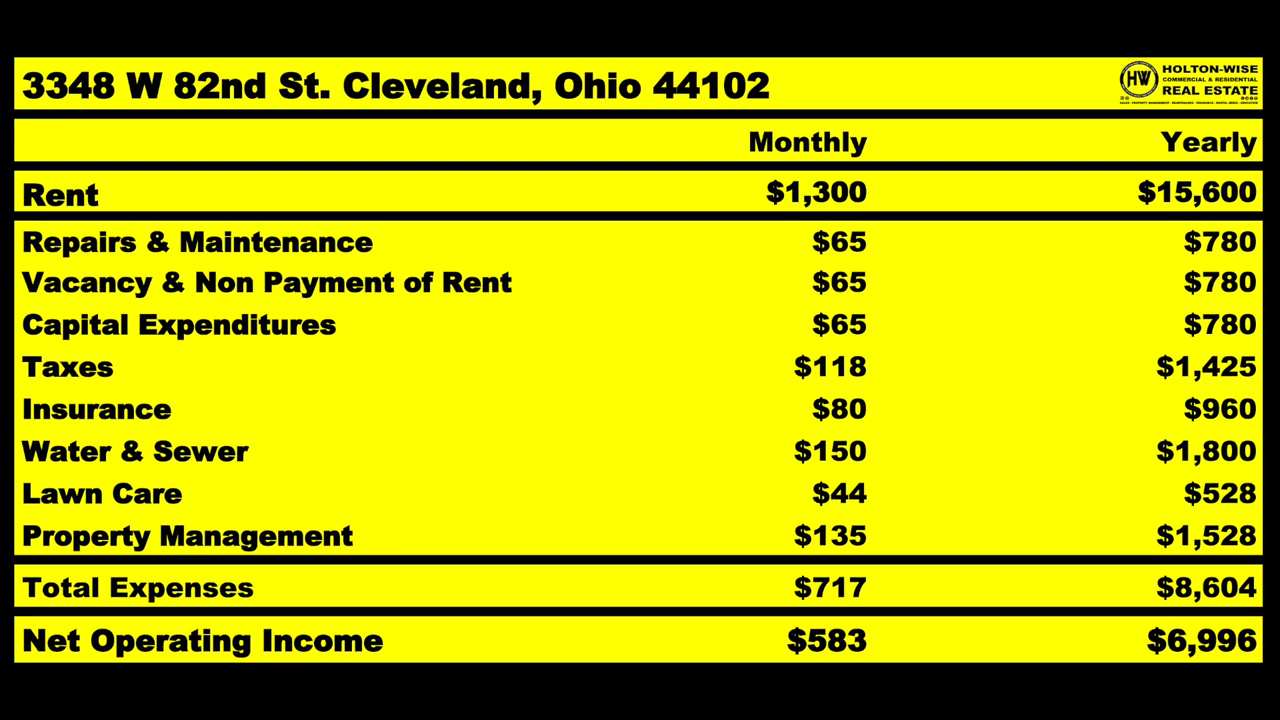 3348 W 82nd St. Cleveland, Ohio 44102
HW HOLTON-WISE
COMMERCIAL & RESIDENTIAL
REAL ESTATE
Monthly Yearly
Rent $1,300 $15,600
Repairs & Maintenance $65 $780
Vacancy & Non Payment of Rent $65 $780
Capital Expenditures $65 $780
Taxes $118 $1,425
Insurance $80 $960
Water & Sewer $150 $1,800
Lawn Care $44 $528
Property Management $135 $1,528
Total Expenses $717 $8,604
Net Operating Income $583 $6,996